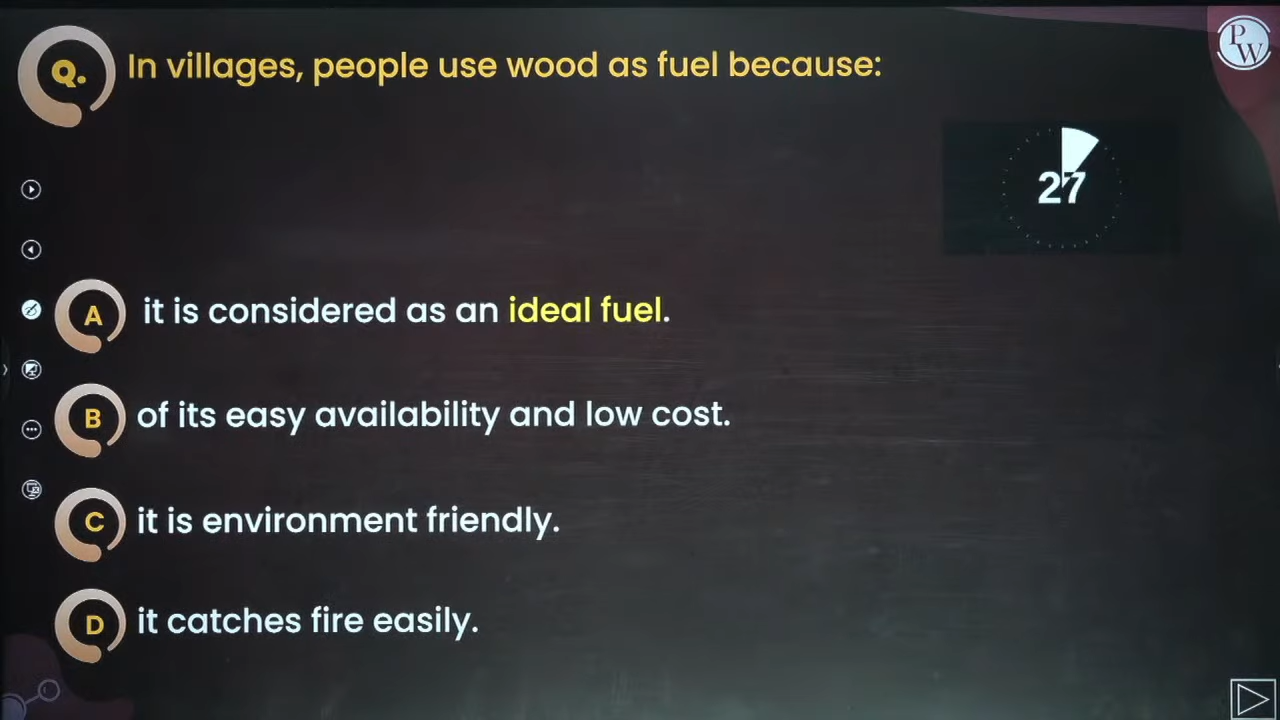 Q. In villages, people use wood as fuel because:
PW
27
A it is considered as an ideal fuel.
B of its easy availability and low cost.
C it is environment friendly.
D it catches fire easily.